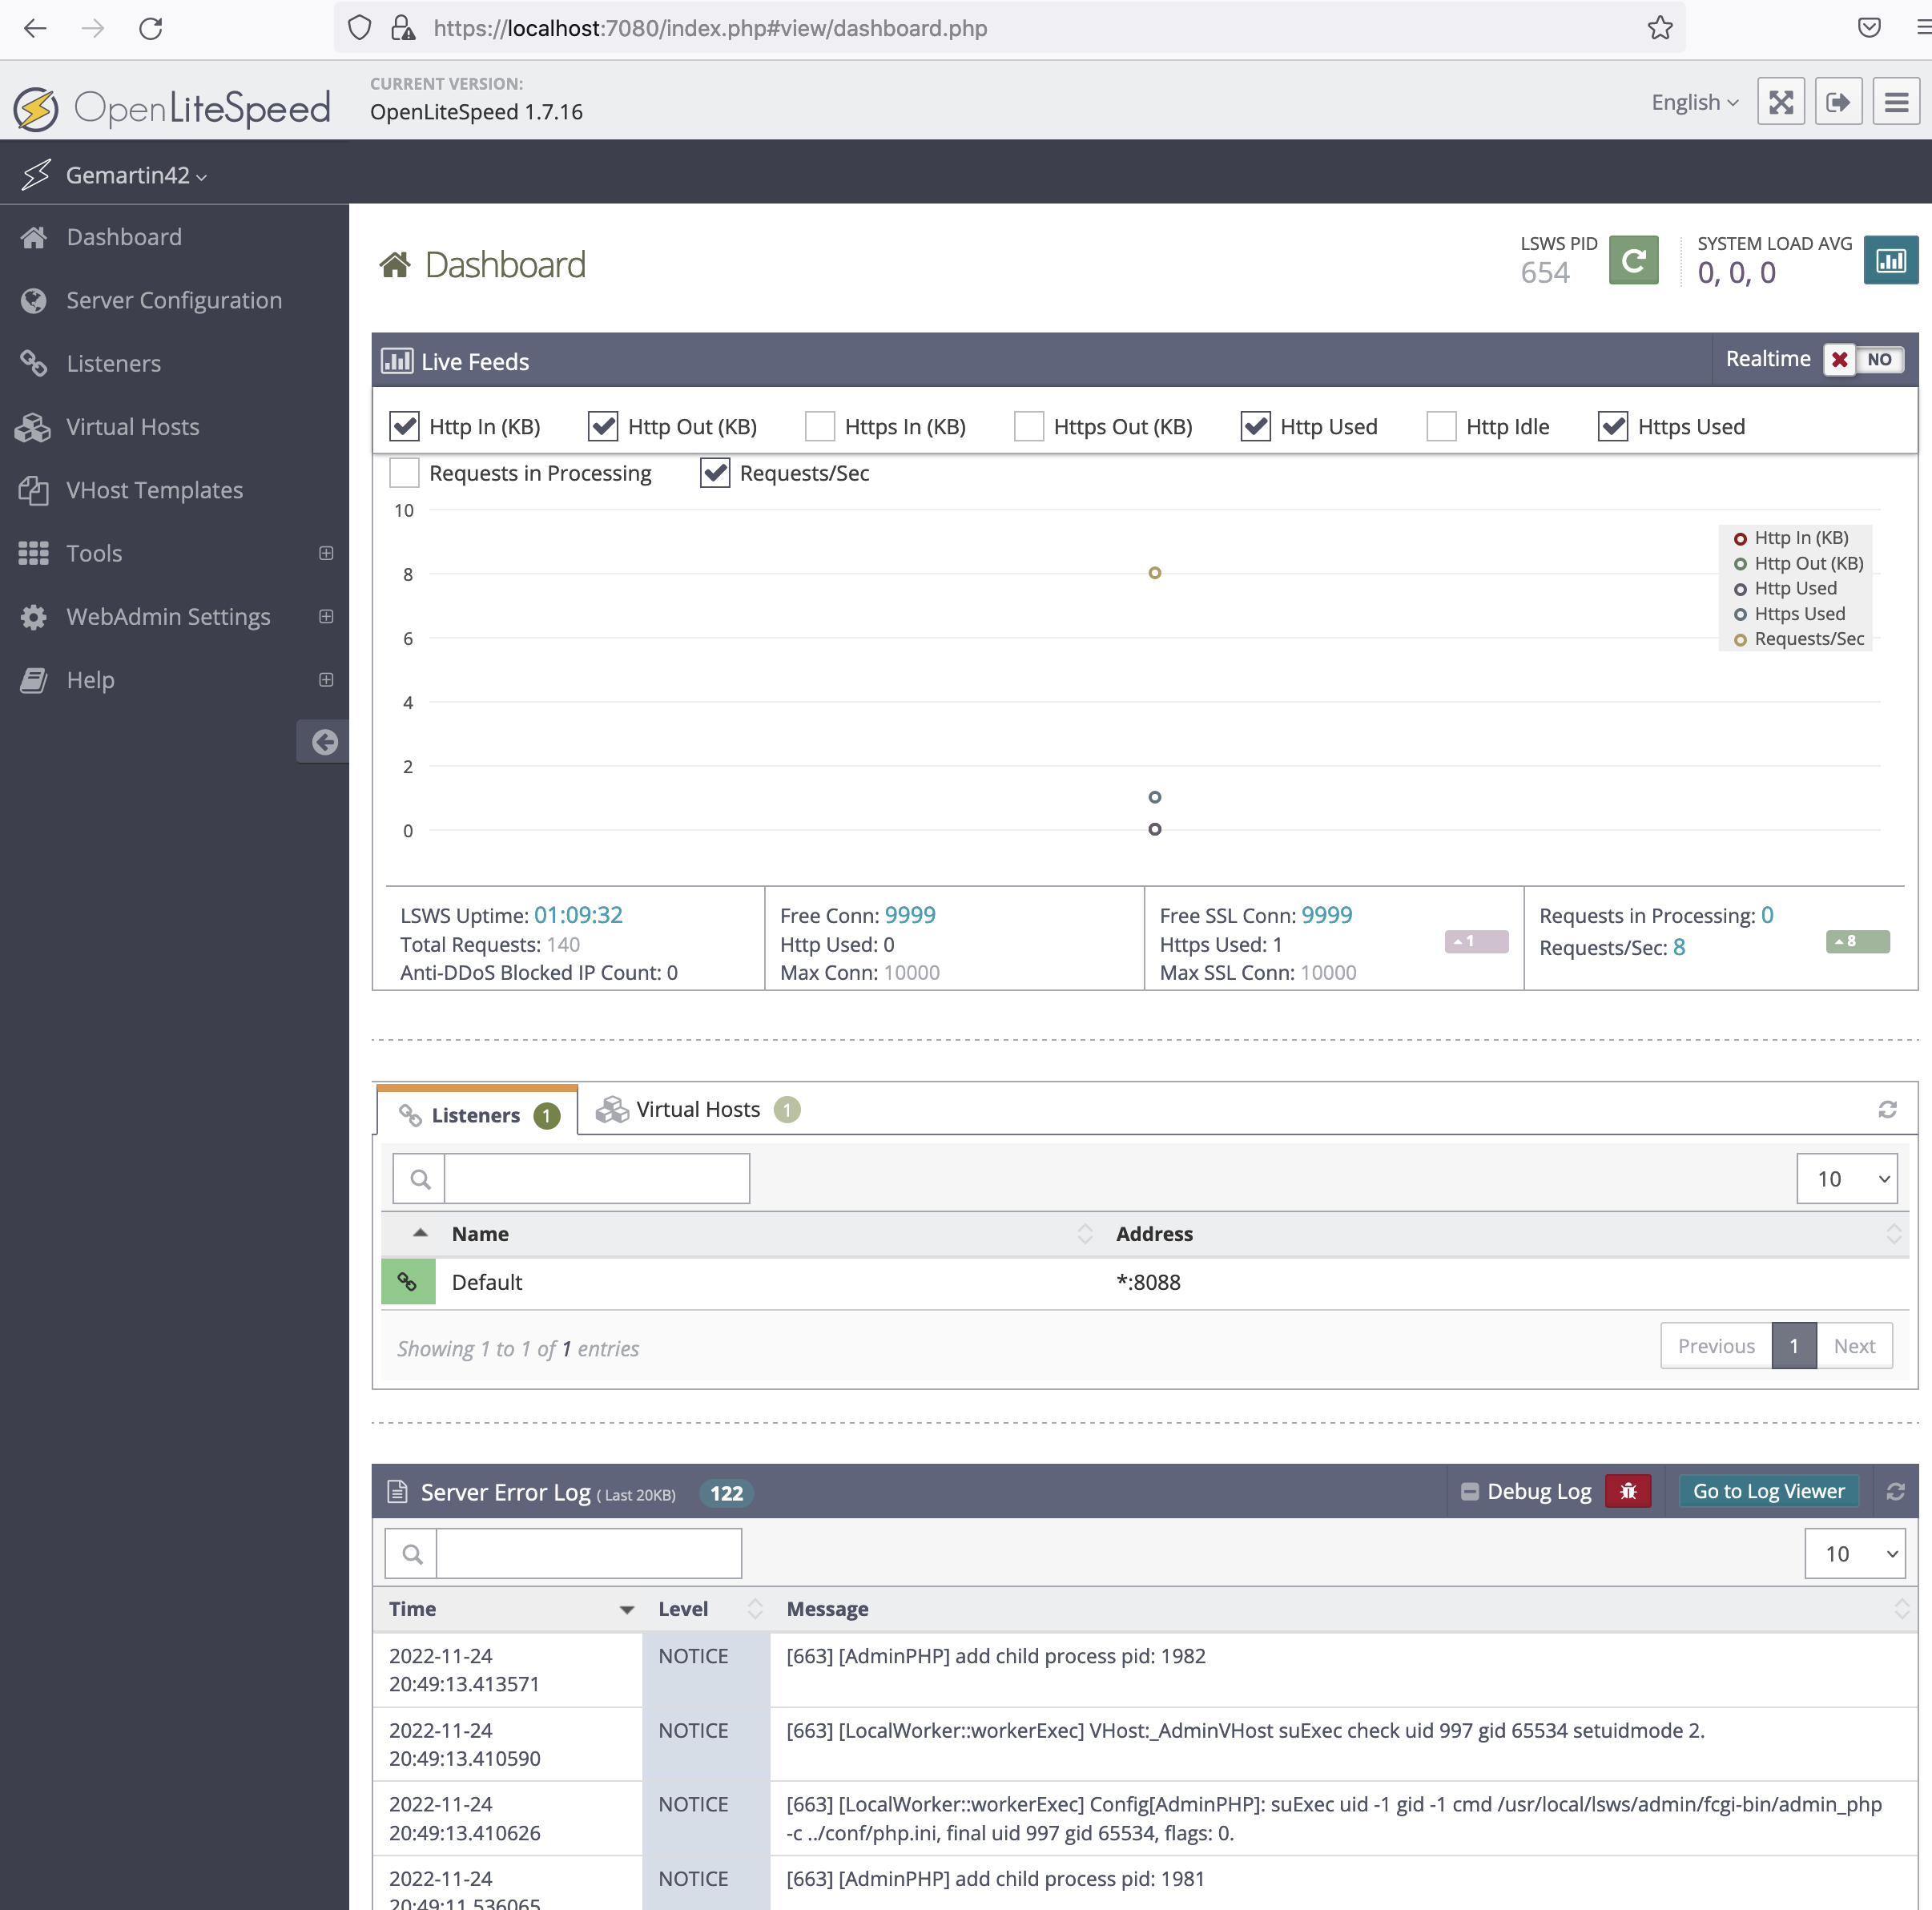 https://localhost:7080/index.php#view/dashboard.php
OpenLiteSpeed
CURRENT VERSION:
OpenLiteSpeed 1.7.16
English
Gemartin42
Dashboard
Server Configuration
Listeners
Virtual Hosts
VHost Templates
Tools
WebAdmin Settings
Help
Dashboard
LSWS PID
654
SYSTEM LOAD AVG
0, 0, 0
Live Feeds
Realtime NO
Http In (KB) Http Out (KB) Https In (KB) Https Out (KB) Http Used Http Idle Https Used
Requests in Processing Requests/Sec
10
8
6
4
2
0
Http In (KB)
Http Out (KB)
Http Used
Https Used
Requests/Sec
LSWS Uptime: 01:09:32
Total Requests: 140
Anti-DDoS Blocked IP Count: 0
Free Conn: 9999
Http Used: 0
Max Conn: 10000
Free SSL Conn: 9999
Https Used: 1
Max SSL Conn: 10000
1
Requests in Processing: 0
Requests/Sec: 8
8
Listeners 1
Virtual Hosts 1
10
Name Address
Default *:8088
Showing 1 to 1 of 1 entries
Previous 1 Next
Server Error Log ( Last 20KB) 122
Debug Log
Go to Log Viewer
10
Time Level Message
2022-11-24
20:49:13.413571
NOTICE
[663] [AdminPHP] add child process pid: 1982
2022-11-24
20:49:13.410590
NOTICE
[663] [LocalWorker::workerExec] VHost:_AdminVHost suExec check uid 997 gid 65534 setuidmode 2.
2022-11-24
20:49:13.410626
NOTICE
[663] [LocalWorker::workerExec] Config[AdminPHP]: suExec uid -1 gid -1 cmd /usr/local/lsws/admin/fcgi-bin/admin_php
-c ../conf/php.ini, final uid 997 gid 65534, flags: 0.
2022-11-24
20:49:11.536065
NOTICE
[663] [AdminPHP] add child process pid: 1981